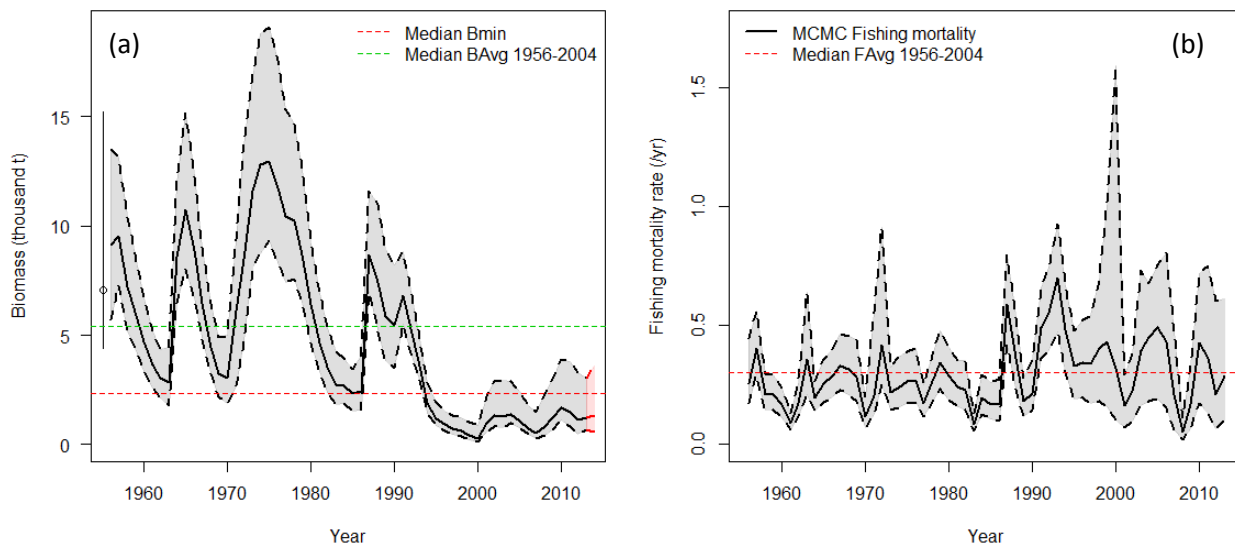 (a)
Median Bmin
Median BAvg 1956-2004
Biomass (thousand t)
15
10
5
0
1960 1970 1980 1990 2000 2010
Year
MCMC Fishing mortality
Median FAvg 1956-2004
(b)
Fishing mortality rate (/yr)
1.5
1.0
0.5
0.0
1960 1970 1980 1990 2000 2010
Year